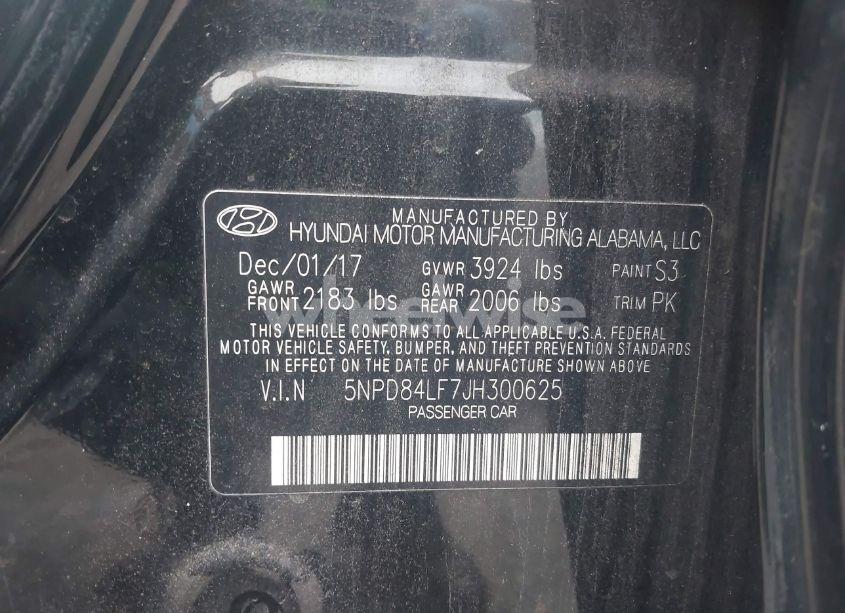 MANUFACTURED BY
HYUNDAI MOTOR MANUFACTURING ALABAMA, LLC
Dec/01/17 GVWR 3924 lbs PAINT S3
GAWR FRONT 2183 lbs GAWR REAR 2006 lbs TRIM PK
THIS VEHICLE CONFORMS TO ALL APPLICABLE U.S.A. FEDERAL
MOTOR VEHICLE SAFETY, BUMPER, AND THEFT PREVENTION STANDARDS
IN EFFECT ON THE DATE OF MANUFACTURE SHOWN ABOVE
V.I.N 5NPD84LF7JH300625
PASSENGER CAR
wheelwise